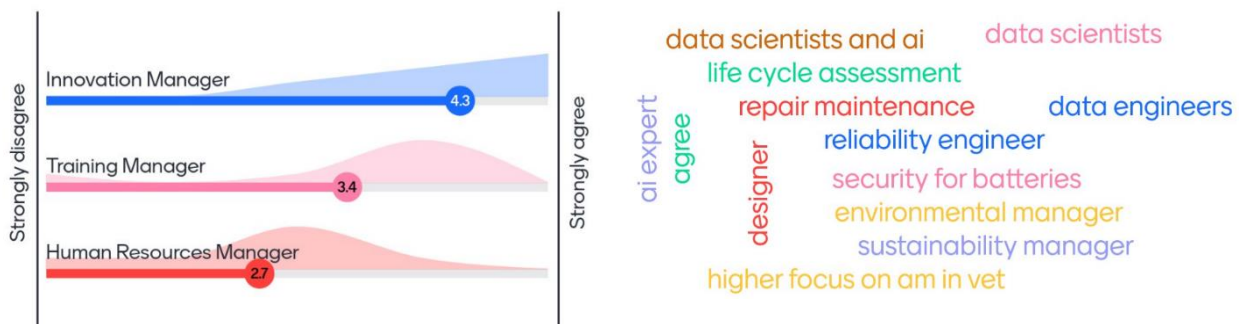 Strongly disagree
Innovation Manager
4.3
Training Manager
3.4
Human Resources Manager
2.7
Strongly agree
data scientists and ai
data scientists
life cycle assessment
ai expert
agree
repair maintenance
data engineers
reliability engineer
designer
security for batteries
environmental manager
sustainability manager
higher focus on am in vet